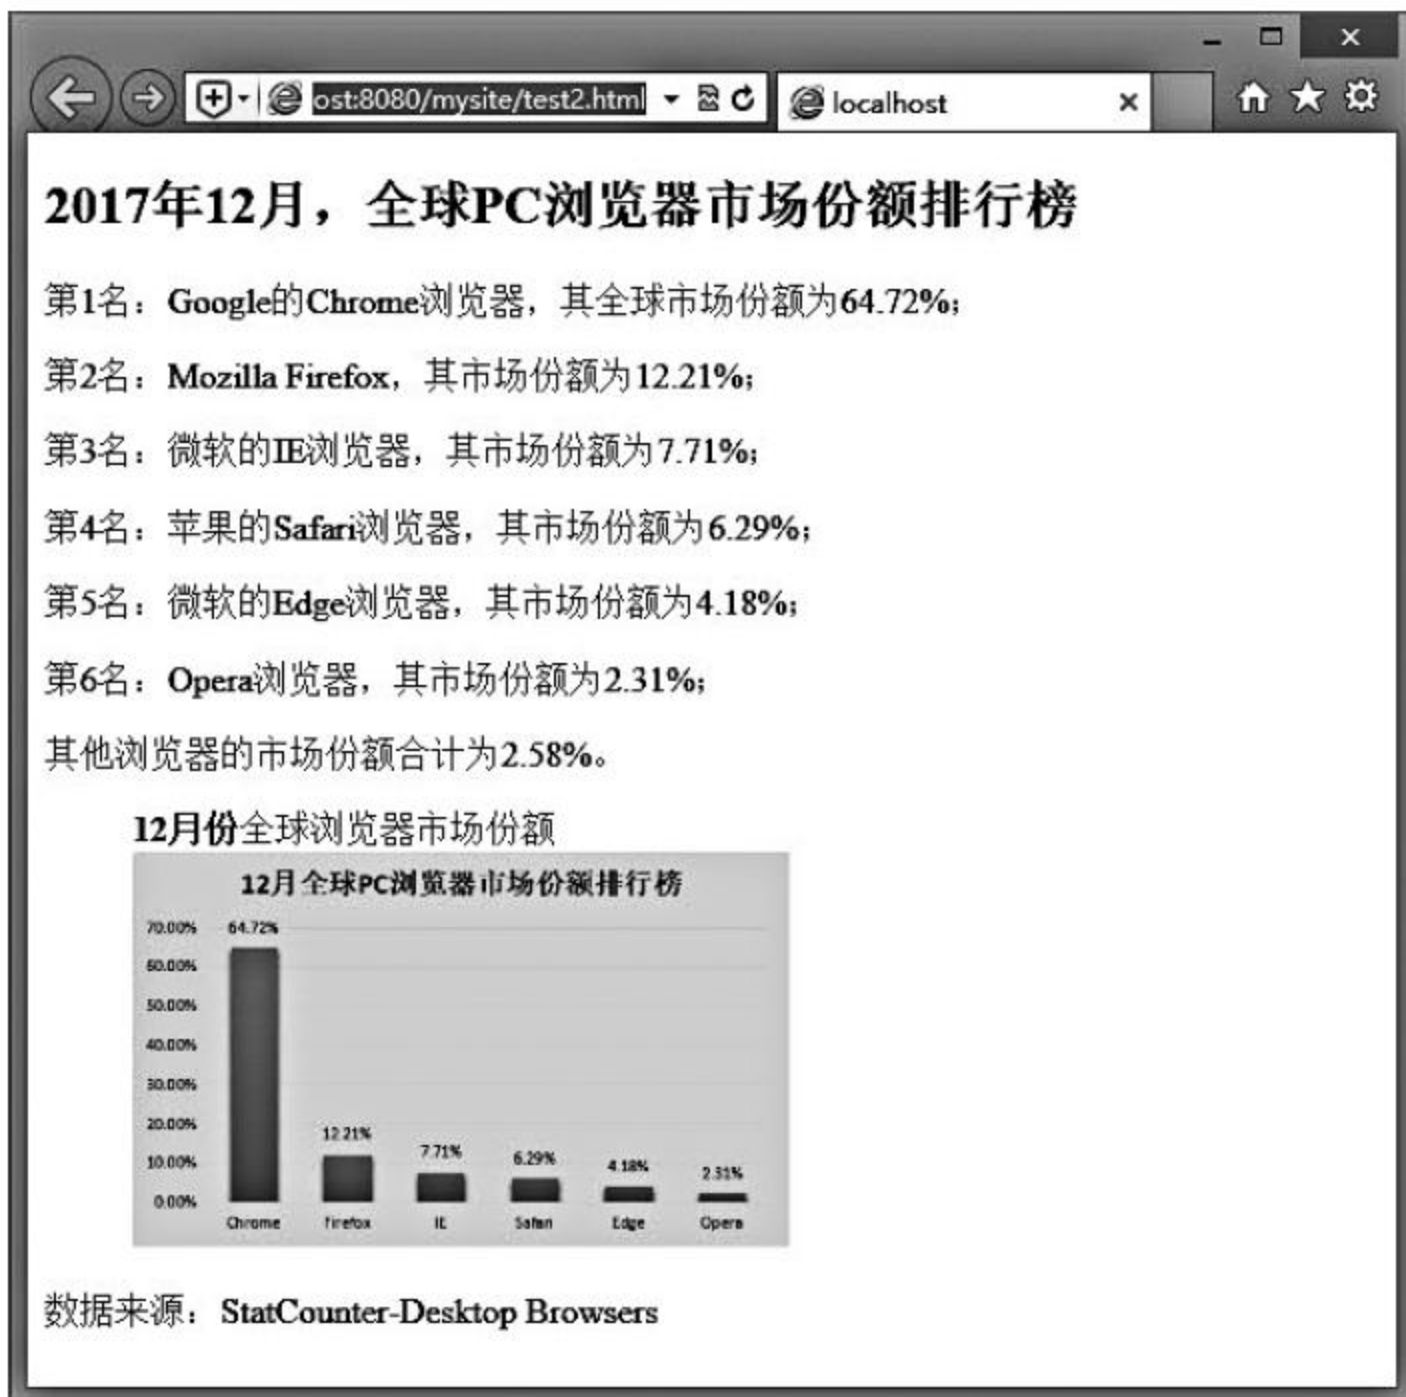 ost:8080/mysite/test2.html
localhost
2017年12月，全球PC浏览器市场份额排行榜
第1名：Google的Chrome浏览器，其全球市场份额为64.72%；
第2名：Mozilla Firefox，其市场份额为12.21%；
第3名：微软的IE浏览器，其市场份额为7.71%；
第4名：苹果的Safari浏览器，其市场份额为6.29%；
第5名：微软的Edge浏览器，其市场份额为4.18%；
第6名：Opera浏览器，其市场份额为2.31%；
其他浏览器的市场份额合计为2.58%。
12月份全球浏览器市场份额
12月全球PC浏览器市场份额排行榜
70.00%
64.72%
60.00%
50.00%
40.00%
30.00%
20.00%
12.21%
7.71%
6.29%
4.18%
2.31%
10.00%
0.00%
Chrome Firefox IE Safari Edge Opera
数据来源：StatCounter-Desktop Browsers